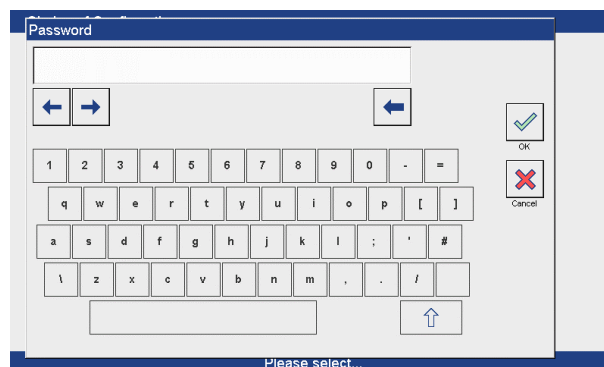 Password
OK
1 2 3 4 5 6 7 8 9 0 - =
Cancel
q w e r t y u i o p [ ]
a s d f g h j k l ; ' #
\ z x c v b n m , . /
Please select...